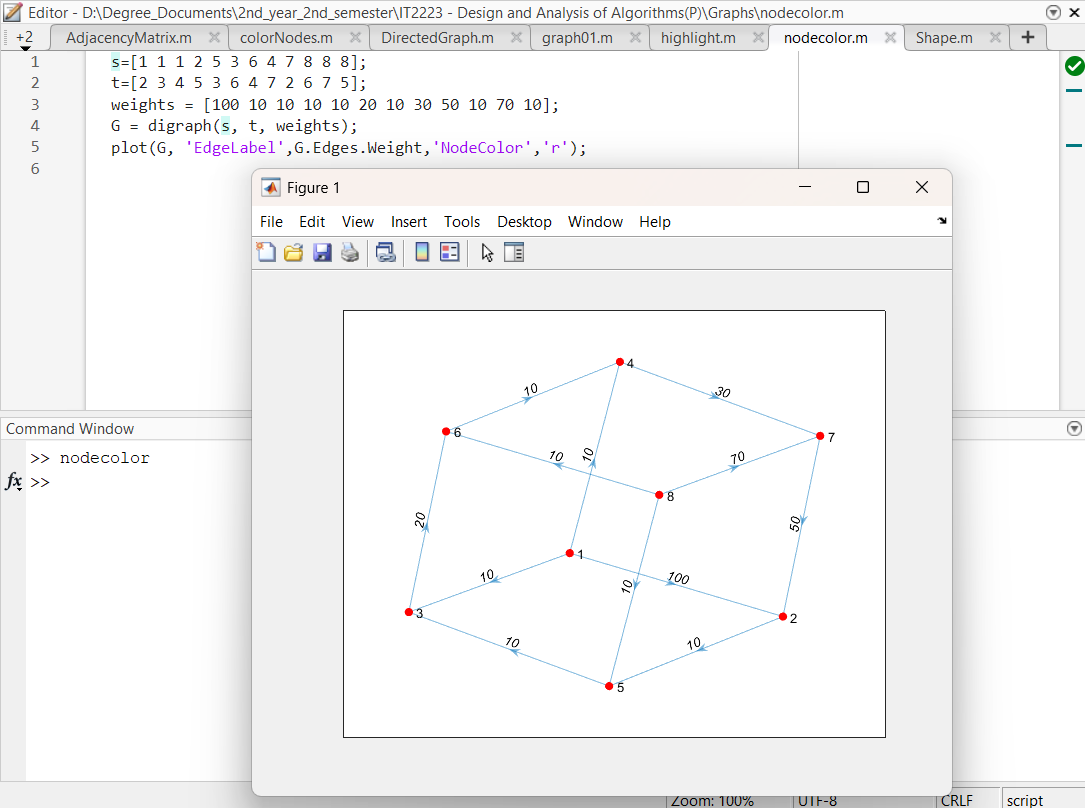 Editor - D:\Degree_Documents\2nd_year_2nd_semester\IT2223 - Design and Analysis of Algorithms(P)\Graphs\nodecolor.m
+2 AdjacencyMatrix.m colorNodes.m DirectedGraph.m graph01.m highlight.m nodecolor.m Shape.m +
1 s=[1 1 1 2 5 3 6 4 7 8 8 8];
2 t=[2 3 4 5 3 6 4 7 2 6 7 5];
3 weights = [100 10 10 10 10 20 10 30 50 10 70 10];
4 G = digraph(s, t, weights);
5 plot(G, 'EdgeLabel',G.Edges.Weight,'NodeColor','r');
6
Figure 1
File Edit View Insert Tools Desktop Window Help
4
10
30
6
7
10
10
70
8
20
50
1
10
100
10
3
2
10
10
5
Command Window
>> nodecolor
fx >>
Zoom: 100% UTF-8 CRLF script